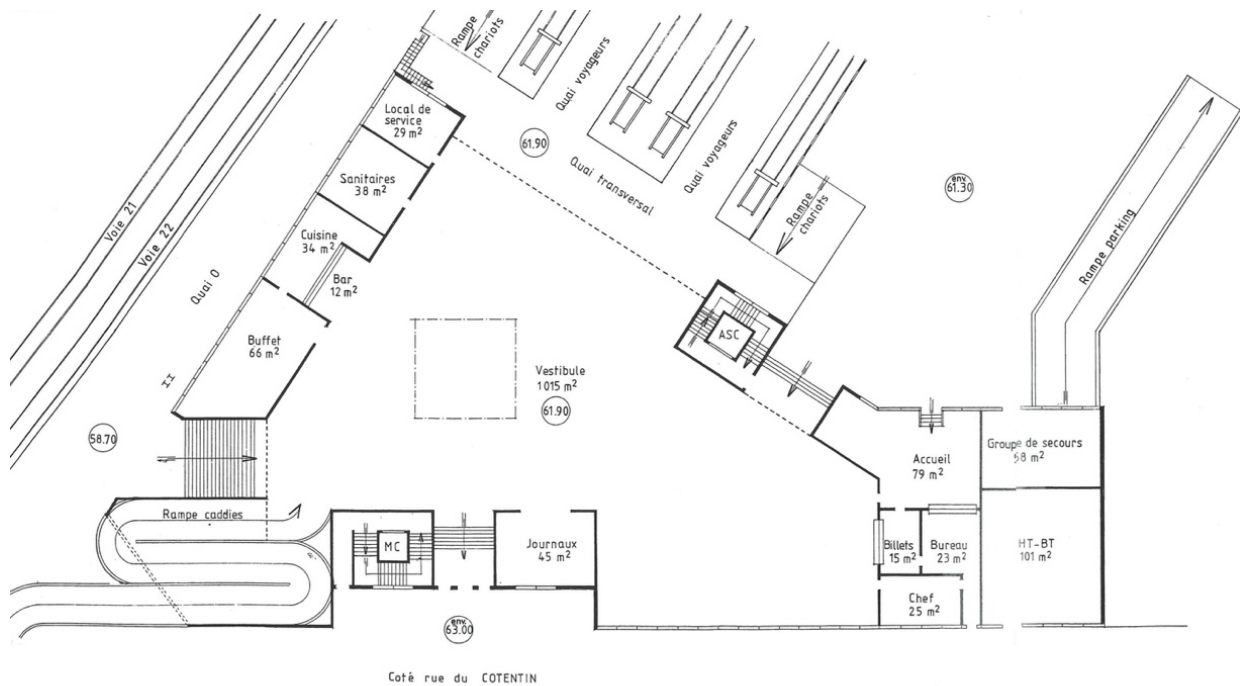 Rampe
chariots
Quai voyageurs
Local de
service
29 m²
61.90
Quai voyageurs
Quai transversal
env.
61.30
Rampe
chariots
Rampe parking
Sanitaires
38 m²
Voie 21
Voie 22
Cuisine
34 m²
Quai 0
Bar
12 m²
ASC
Buffet
66 m²
Vestibule
1015 m²
61.90
58.70
Accueil
79 m²
Groupe de secours
58 m²
Rampe caddies
MC
Journaux
45 m²
Billets
15 m²
Bureau
23 m²
HT-BT
101 m²
Chef
25 m²
env.
63.00
Coté rue du COTENTIN